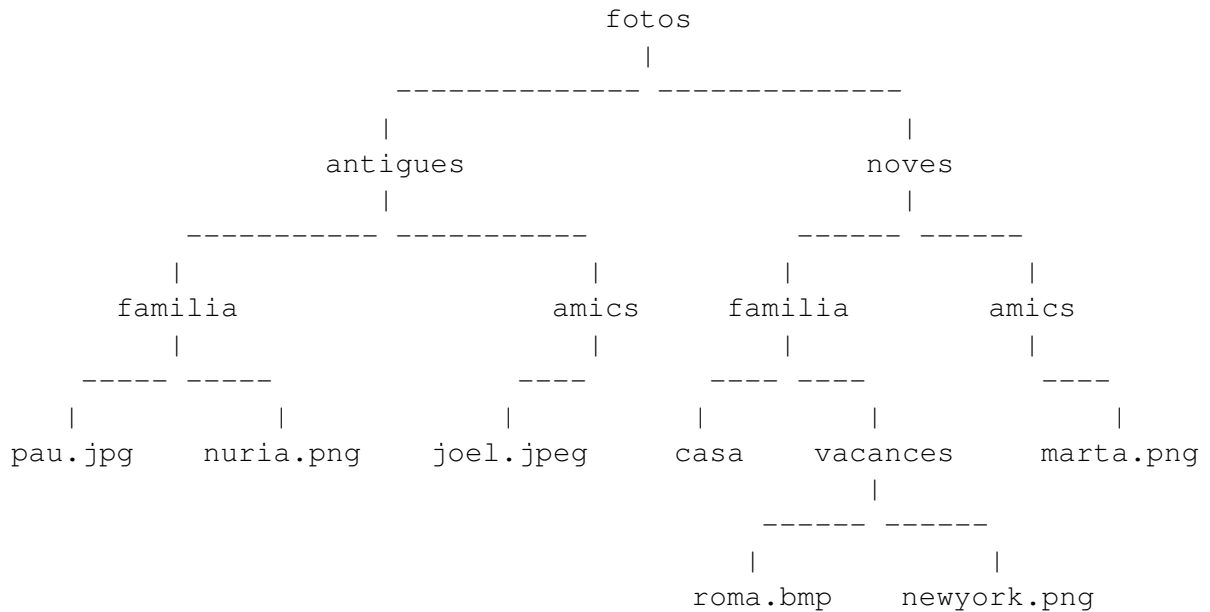 fotos
antigues noves
familia amics familia amics
pau.jpg nuria.png joel.jpeg casa vacances marta.png
roma.bmp newyork.png